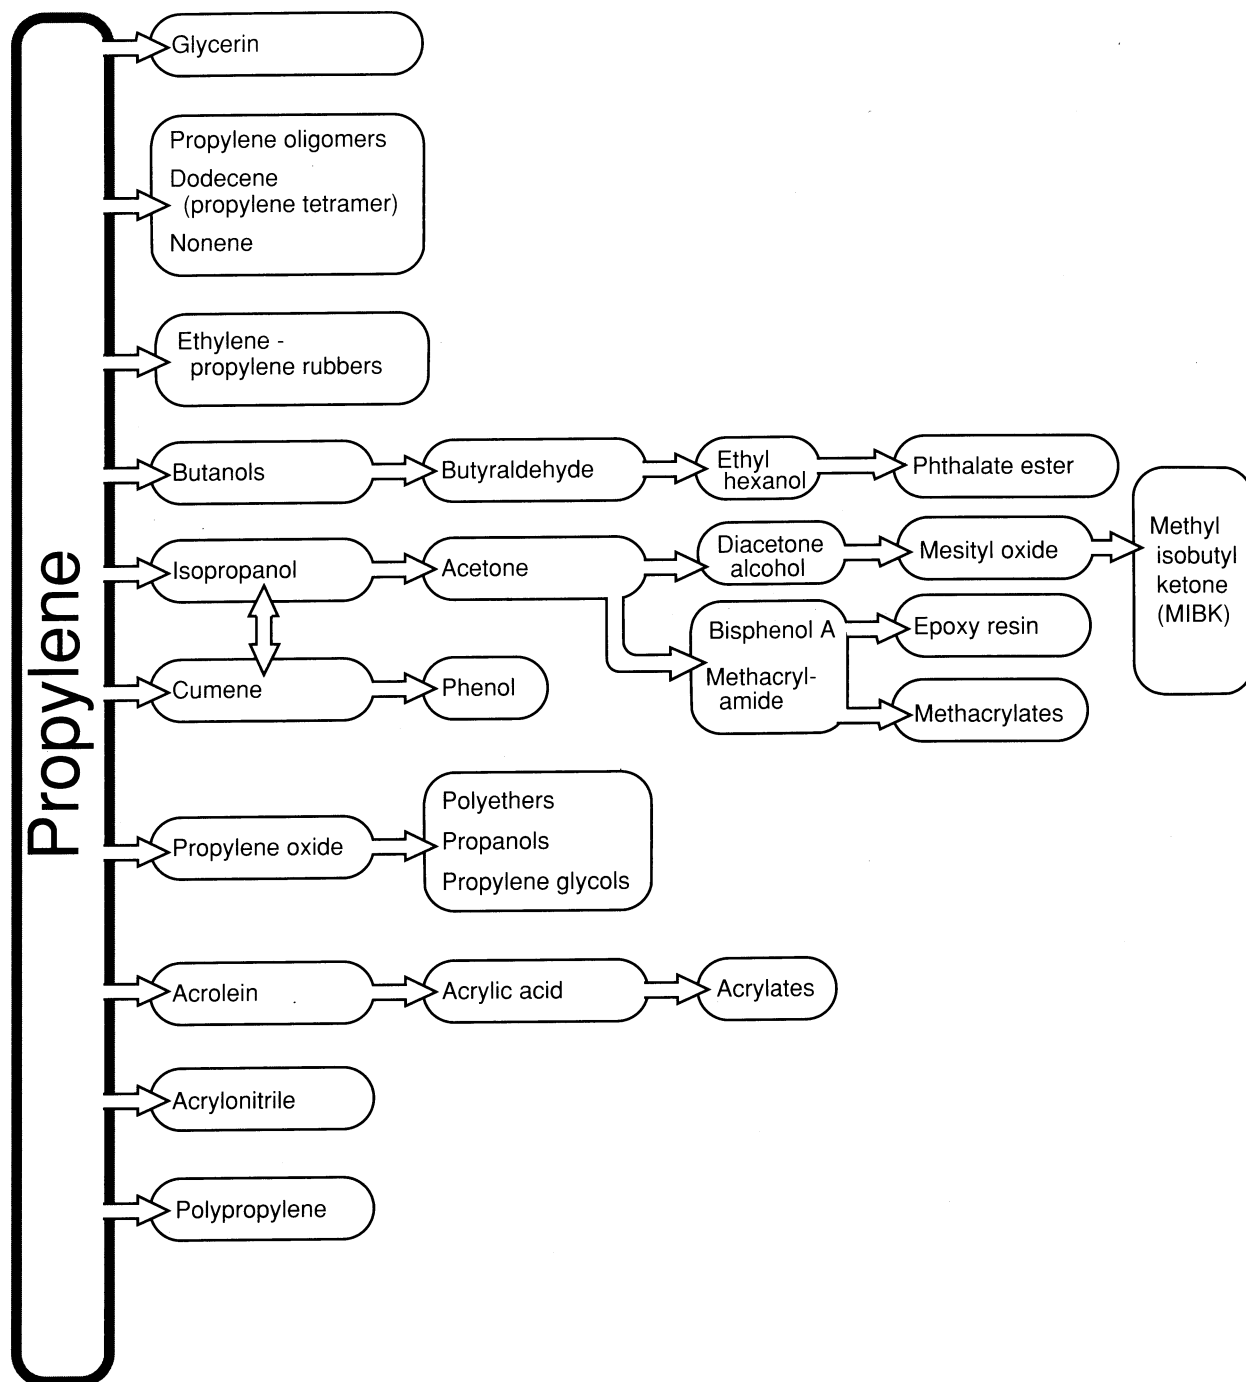 Propylene
Glycerin
Propylene oligomers
Dodecene
(propylene tetramer)
Nonene
Ethylene -
propylene rubbers
Butanols
Butyraldehyde
Ethyl
hexanol
Phthalate ester
Isopropanol
Acetone
Diacetone
alcohol
Mesityl oxide
Methyl
isobutyl
ketone
(MIBK)
Bisphenol A
Methacryl-
amide
Epoxy resin
Methacrylates
Cumene
Phenol
Propylene oxide
Polyethers
Propanols
Propylene glycols
Acrolein
Acrylic acid
Acrylates
Acrylonitrile
Polypropylene